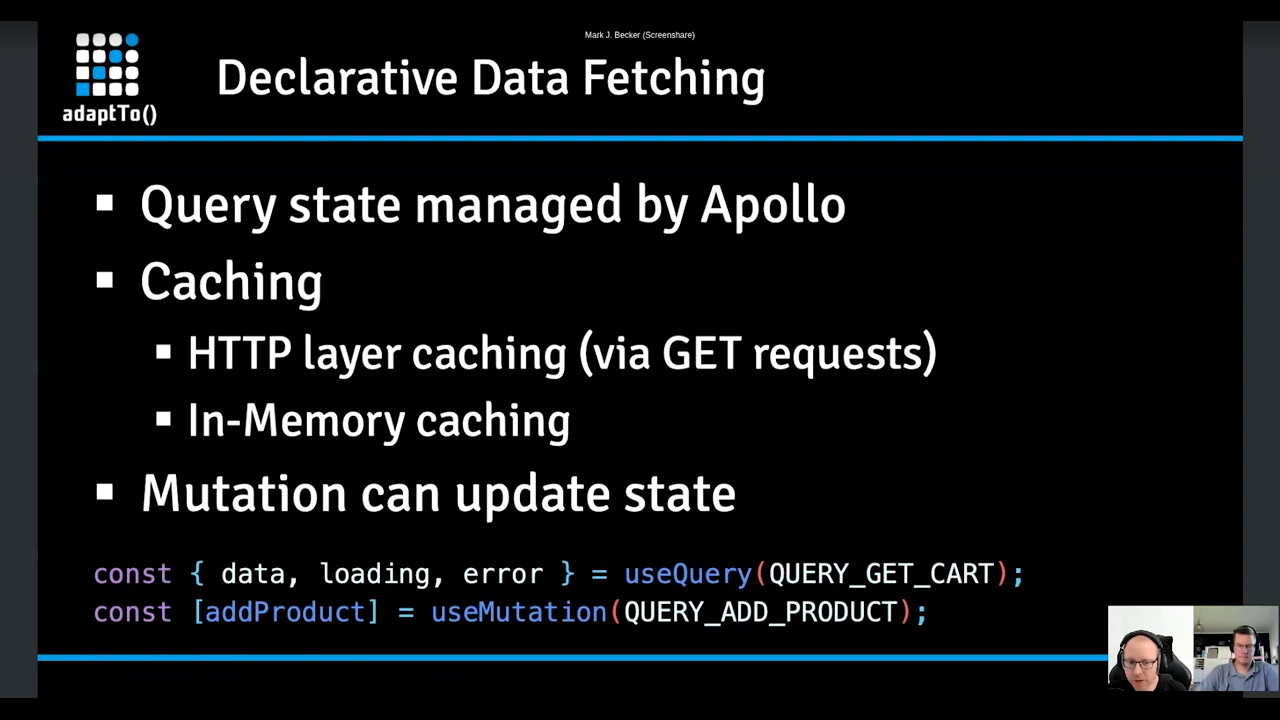 Mark J. Becker (Screenshare)
adaptTo()
Declarative Data Fetching
Query state managed by Apollo
Caching
HTTP layer caching (via GET requests)
In-Memory caching
Mutation can update state
const { data, loading, error } = useQuery(QUERY_GET_CART);
const [addProduct] = useMutation(QUERY_ADD_PRODUCT);